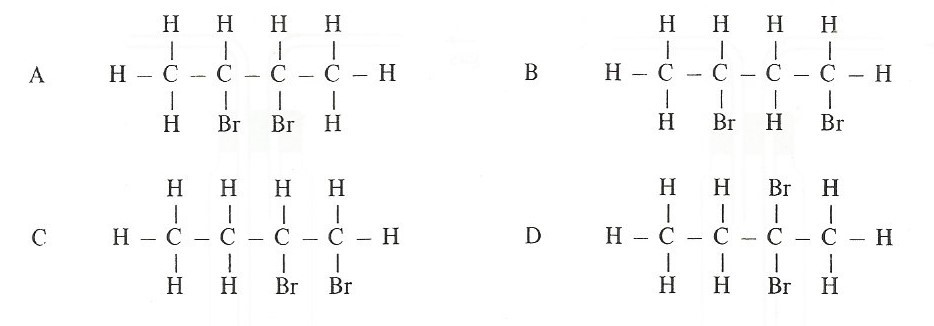 H H H H
A H – C – C – C – C – H
H Br Br H
H H H H
B H – C – C – C – C – H
H Br H Br
H H H H
C H – C – C – C – C – H
H H Br Br
H H Br H
D H – C – C – C – C – H
H H Br H